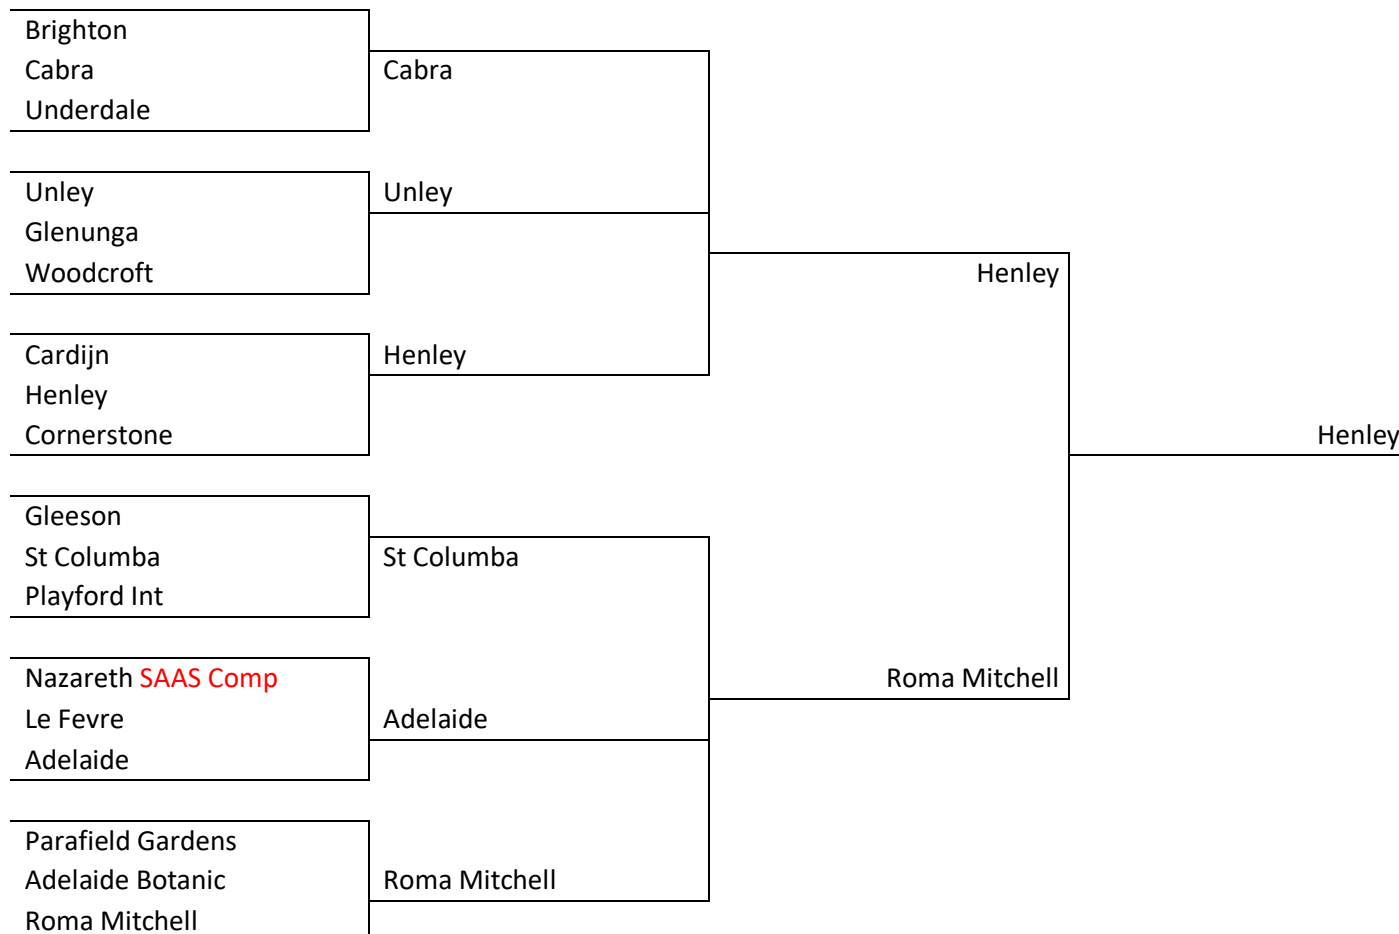 Brighton
Cabra
Underdale
Unley
Glenunga
Woodcroft
Cardijn
Henley
Cornerstone
Gleeson
St Columba
Playford Int
Nazareth SAAS Comp
Le Fevre
Adelaide
Parafield Gardens
Adelaide Botanic
Roma Mitchell
Cabra
Unley
Henley
St Columba
Adelaide
Roma Mitchell
Henley
Roma Mitchell
Henley